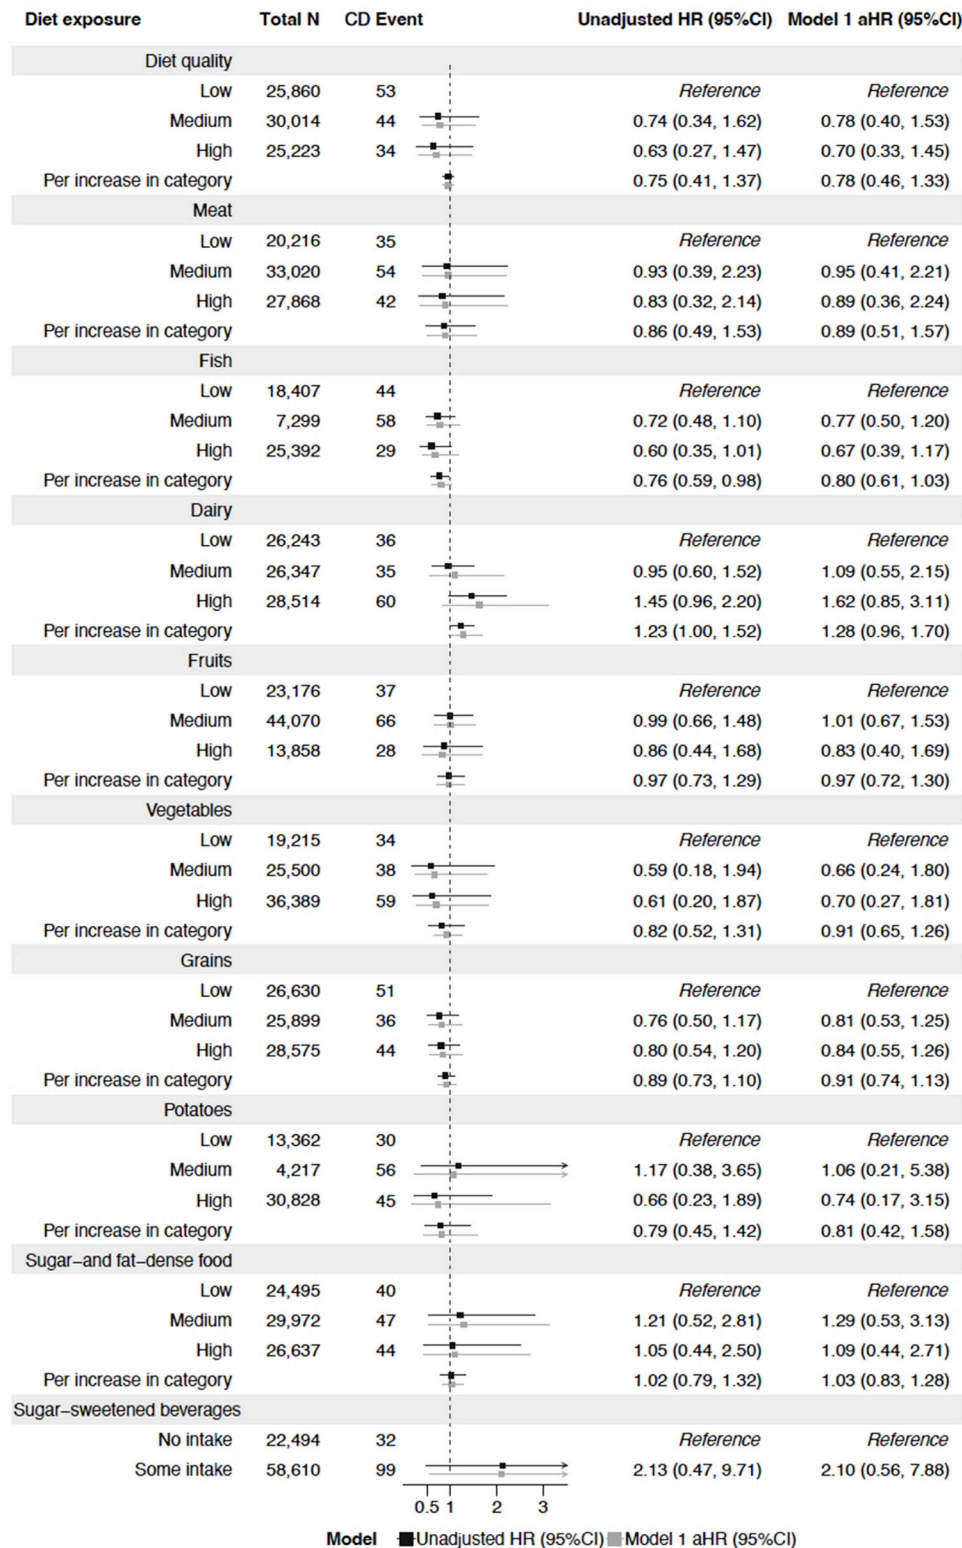 Diet exposure Total N CD Event Unadjusted HR (95%CI) Model 1 aHR (95%CI)
Diet quality
Low 25,860 53 Reference Reference
Medium 30,014 44 0.74 (0.34, 1.62) 0.78 (0.40, 1.53)
High 25,223 34 0.63 (0.27, 1.47) 0.70 (0.33, 1.45)
Per increase in category 0.75 (0.41, 1.37) 0.78 (0.46, 1.33)
Meat
Low 20,216 35 Reference Reference
Medium 33,020 54 0.93 (0.39, 2.23) 0.95 (0.41, 2.21)
High 27,868 42 0.83 (0.32, 2.14) 0.89 (0.36, 2.24)
Per increase in category 0.86 (0.49, 1.53) 0.89 (0.51, 1.57)
Fish
Low 18,407 44 Reference Reference
Medium 7,299 58 0.72 (0.48, 1.10) 0.77 (0.50, 1.20)
High 25,392 29 0.60 (0.35, 1.01) 0.67 (0.39, 1.17)
Per increase in category 0.76 (0.59, 0.98) 0.80 (0.61, 1.03)
Dairy
Low 26,243 36 Reference Reference
Medium 26,347 35 0.95 (0.60, 1.52) 1.09 (0.55, 2.15)
High 28,514 60 1.45 (0.96, 2.20) 1.62 (0.85, 3.11)
Per increase in category 1.23 (1.00, 1.52) 1.28 (0.96, 1.70)
Fruits
Low 23,176 37 Reference Reference
Medium 44,070 66 0.99 (0.66, 1.48) 1.01 (0.67, 1.53)
High 13,858 28 0.86 (0.44, 1.68) 0.83 (0.40, 1.69)
Per increase in category 0.97 (0.73, 1.29) 0.97 (0.72, 1.30)
Vegetables
Low 19,215 34 Reference Reference
Medium 25,500 38 0.59 (0.18, 1.94) 0.66 (0.24, 1.80)
High 36,389 59 0.61 (0.20, 1.87) 0.70 (0.27, 1.81)
Per increase in category 0.82 (0.52, 1.31) 0.91 (0.65, 1.26)
Grains
Low 26,630 51 Reference Reference
Medium 25,899 36 0.76 (0.50, 1.17) 0.81 (0.53, 1.25)
High 28,575 44 0.80 (0.54, 1.20) 0.84 (0.55, 1.26)
Per increase in category 0.89 (0.73, 1.10) 0.91 (0.74, 1.13)
Potatoes
Low 13,362 30 Reference Reference
Medium 4,217 56 1.17 (0.38, 3.65) 1.06 (0.21, 5.38)
High 30,828 45 0.66 (0.23, 1.89) 0.74 (0.17, 3.15)
Per increase in category 0.79 (0.45, 1.42) 0.81 (0.42, 1.58)
Sugar–and fat–dense food
Low 24,495 40 Reference Reference
Medium 29,972 47 1.21 (0.52, 2.81) 1.29 (0.53, 3.13)
High 26,637 44 1.05 (0.44, 2.50) 1.09 (0.44, 2.71)
Per increase in category 1.02 (0.79, 1.32) 1.03 (0.83, 1.28)
Sugar–sweetened beverages
No intake 22,494 32 Reference Reference
Some intake 58,610 99 2.13 (0.47, 9.71) 2.10 (0.56, 7.88)
0.5 1 2 3
Model Unadjusted HR (95%CI) Model 1 aHR (95%CI)